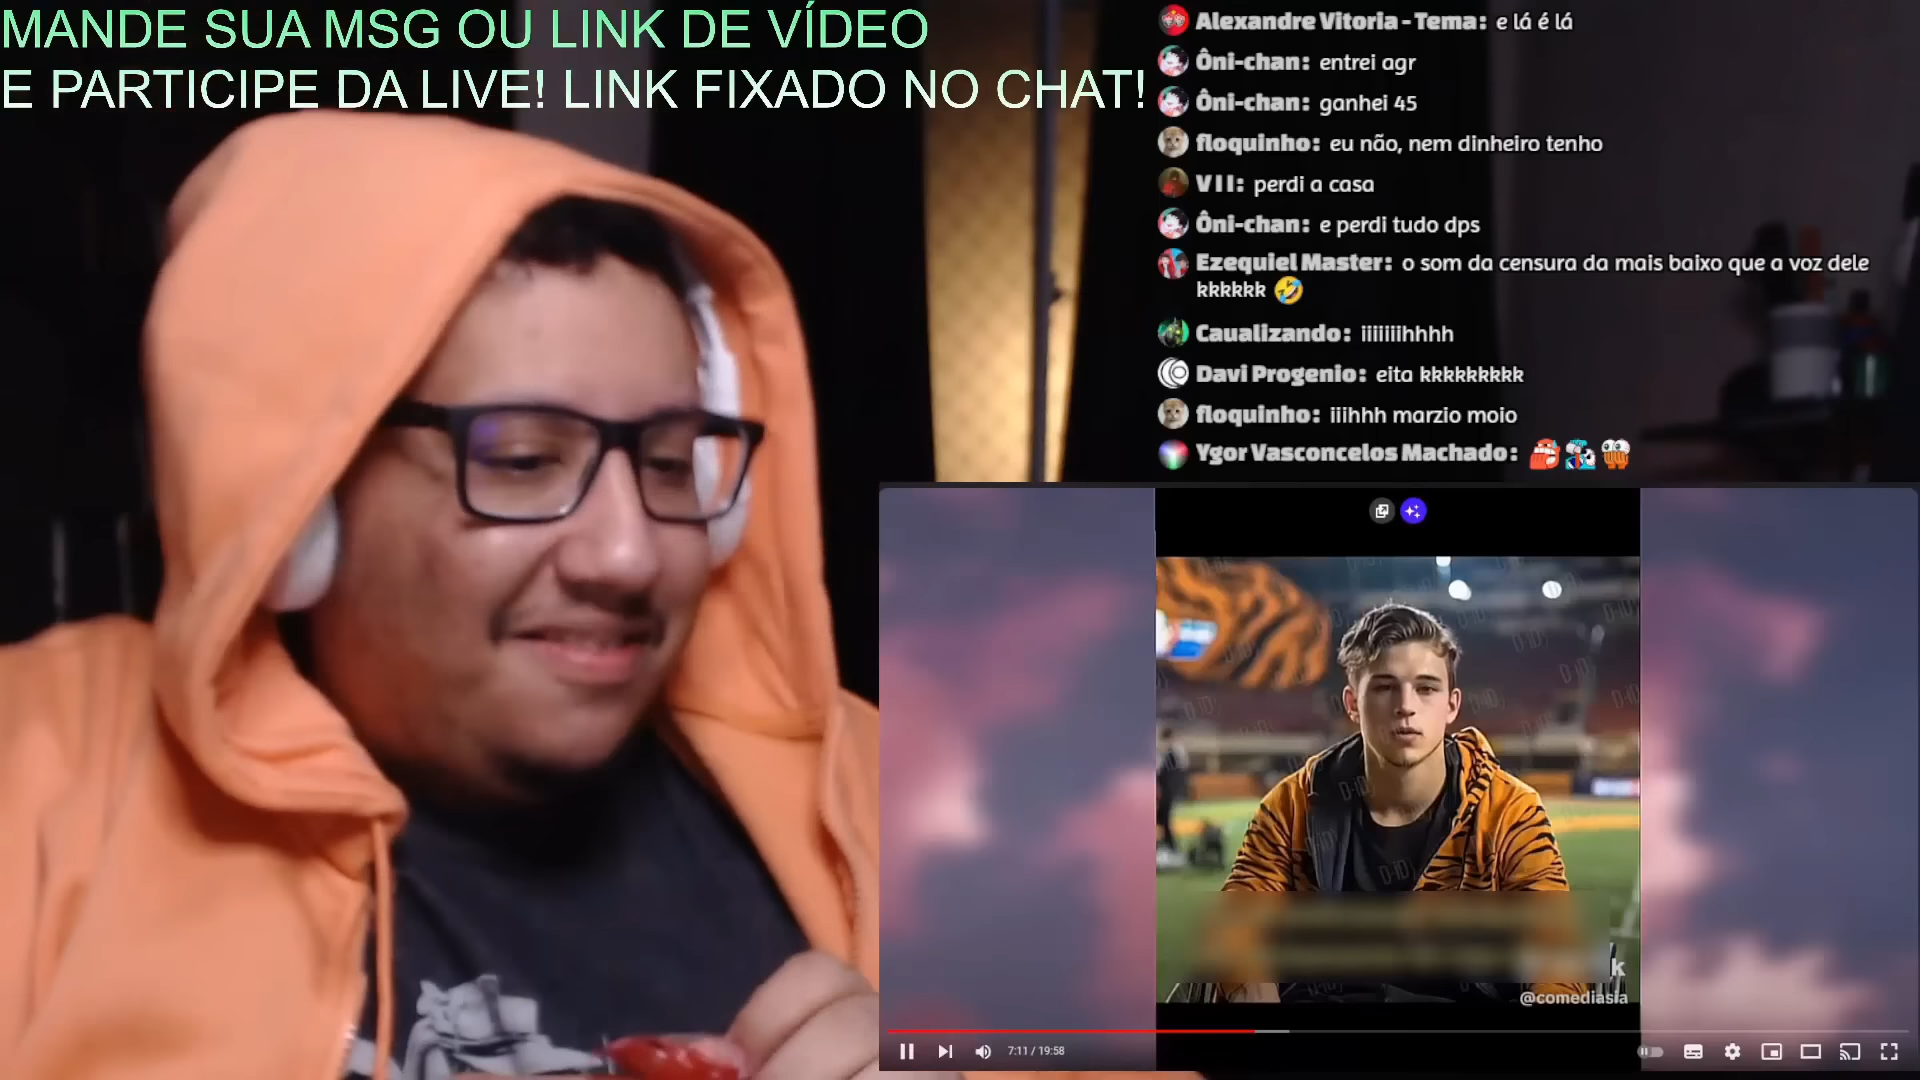 MANDE SUA MSG OU LINK DE VÍDEO
E PARTICIPE DA LIVE! LINK FIXADO NO CHAT!
Alexandre Vitoria - Tema: e lá é lá
Ôni-chan: entrei agr
Ôni-chan: ganhei 45
floquinho: eu não, nem dinheiro tenho
V I I: perdi a casa
Ôni-chan: e perdi tudo dps
Ezequiel Master: o som da censura da mais baixo que a voz dele
kkkkkk 🤣
Caualizando: iiiiiiihhhh
Davi Progenio: eita kkkkkkkkk
floquinho: iiihhh marzio moio
Ygor Vasconcelos Machado:
D-ID
k
@comediasia
7:11 / 19:58